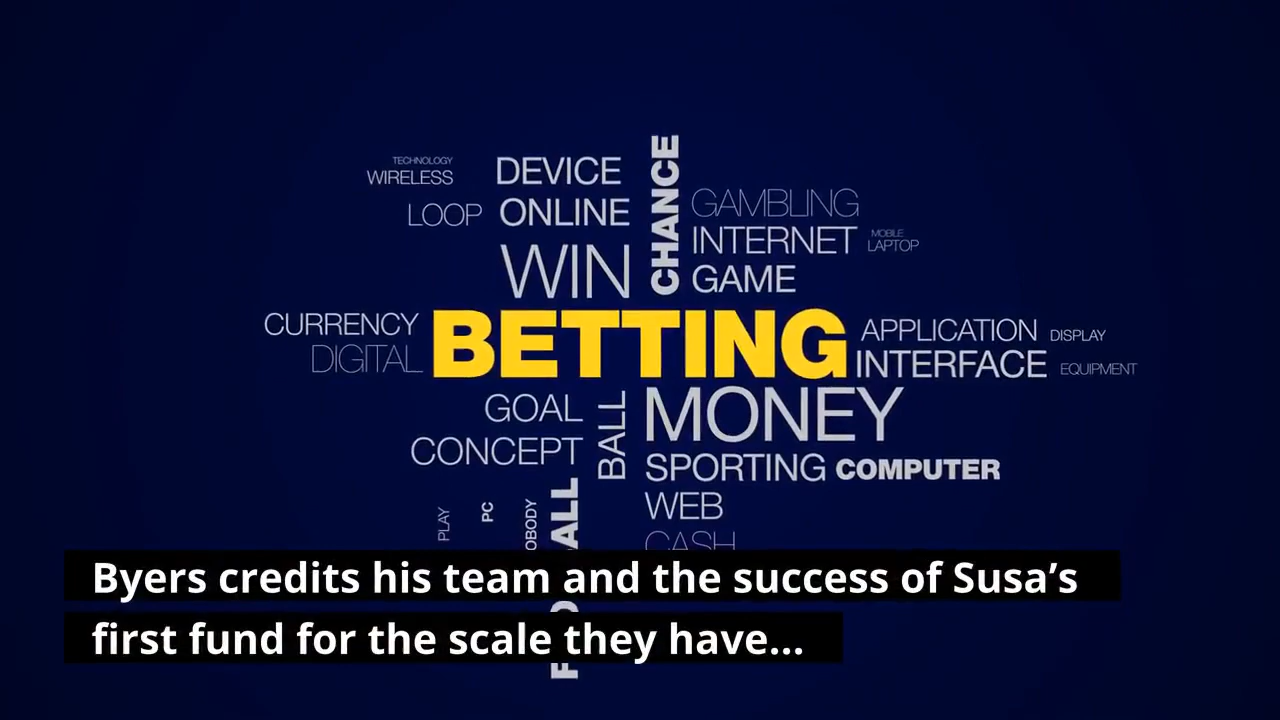 TECHNOLOGY
WIRELESS
DEVICE
CHANCE
LOOP
ONLINE
GAMBLING
WIN
INTERNET
MOBILE
LAPTOP
GAME
CURRENCY
BETTING
APPLICATION
DISPLAY
DIGITAL
INTERFACE
EQUIPMENT
GOAL
BALL
MONEY
CONCEPT
SPORTING
COMPUTER
PLAY
PC
WEB
CASH
Byers credits his team and the success of Susa’s
first fund for the scale they have...